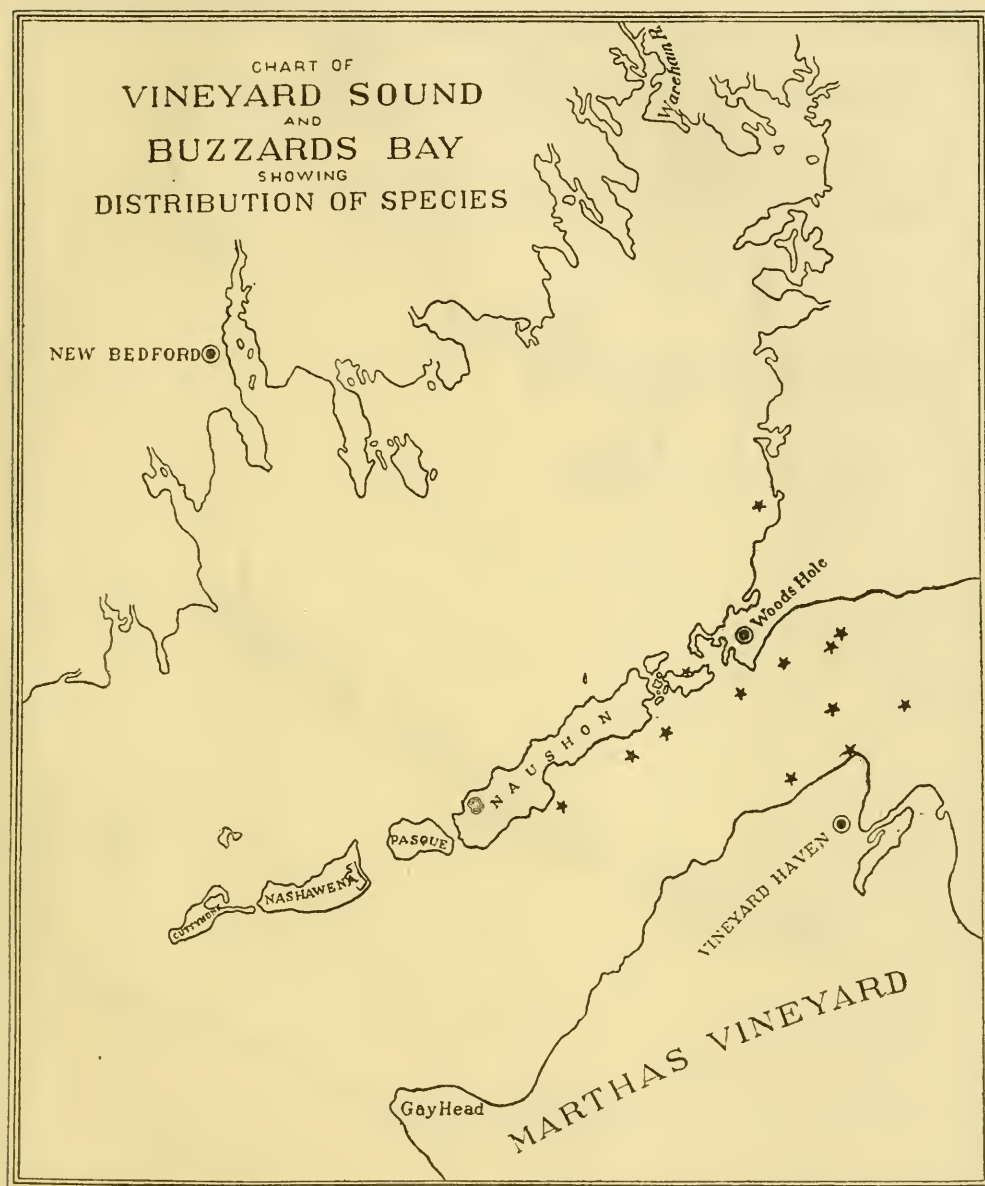 CHART OF
VINEYARD SOUND
AND
BUZZARDS BAY
SHOWING
DISTRIBUTION OF SPECIES
Wareham R.
NEW BEDFORD
Woods Hole
NAUSHON
PASQUE
NASHAWENA
CUTTYHUNK
VINEYARD HAVEN
MARTHAS VINEYARD
Gay Head